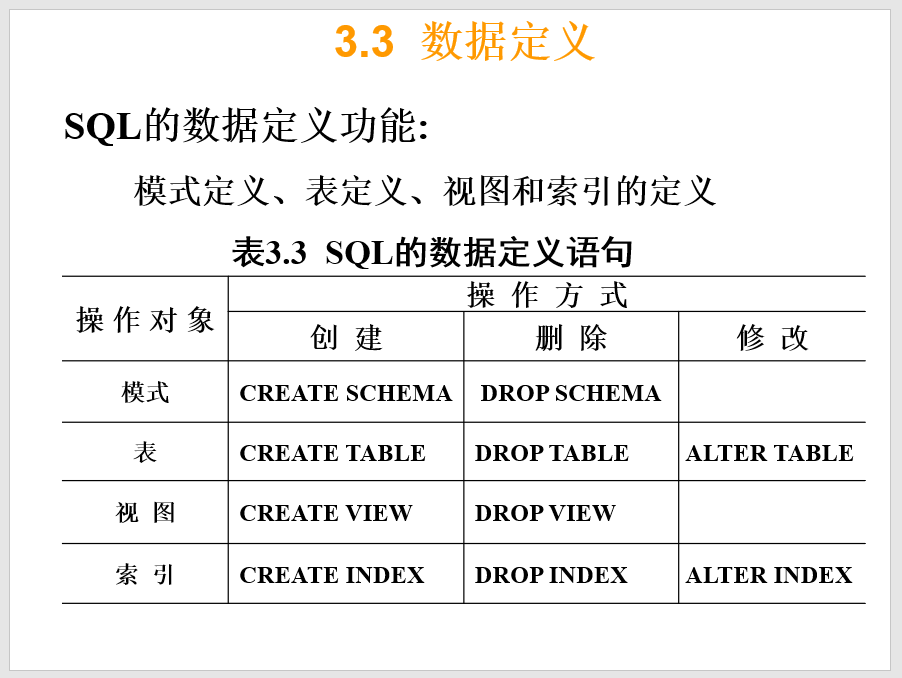 3.3 数据定义
SQL的数据定义功能:
模式定义、表定义、视图和索引的定义
表3.3 SQL的数据定义语句
操作对象 操作方式
创建 删除 修改
模式 CREATE SCHEMA DROP SCHEMA
表 CREATE TABLE DROP TABLE ALTER TABLE
视图 CREATE VIEW DROP VIEW
索引 CREATE INDEX DROP INDEX ALTER INDEX